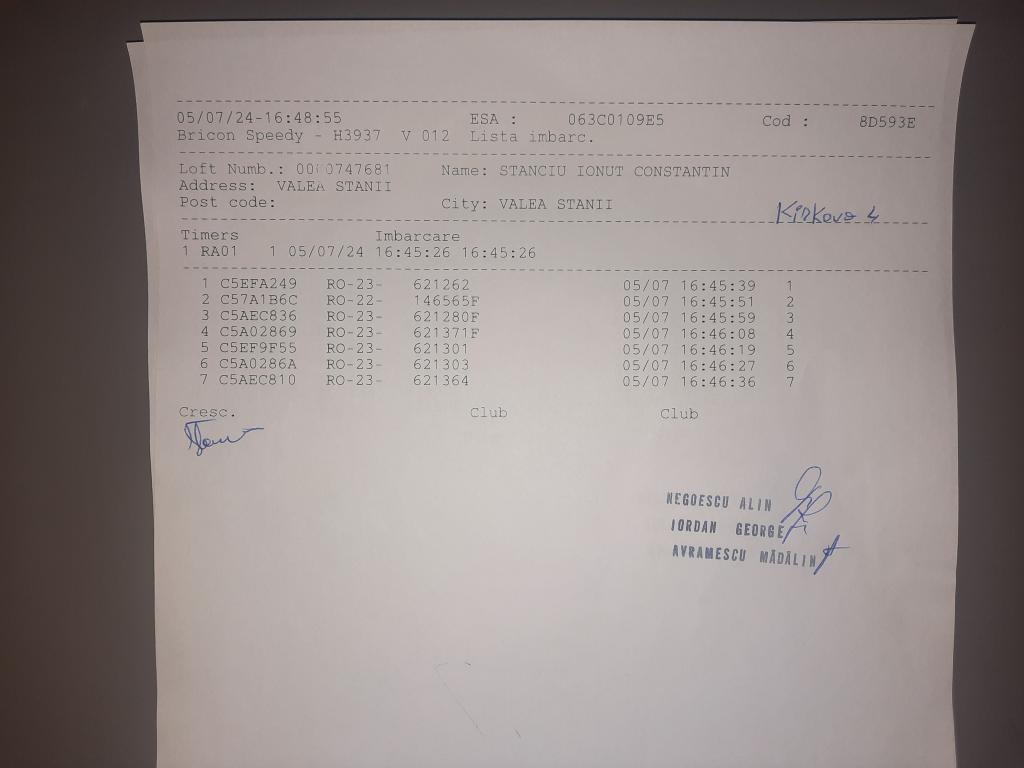 05/07/24-16:48:55 ESA : 063C0109E5 Cod : 8D593E
Bricon Speedy - H3937 V 012 Lista imbarc.
Loft Numb.: 0000747681 Name: STANCIU IONUT CONSTANTIN
Address: VALEA STANII
Post code: City: VALEA STANII Kirkovo 4
Timers Imbarcare
1 RA01 1 05/07/24 16:45:26 16:45:26
1 C5EFA249 RO-23- 621262 05/07 16:45:39 1
2 C57A1B6C RO-22- 146565F 05/07 16:45:51 2
3 C5AEC836 RO-23- 621280F 05/07 16:45:59 3
4 C5A02869 RO-23- 621371F 05/07 16:46:08 4
5 C5EF9F55 RO-23- 621301 05/07 16:46:19 5
6 C5A0286A RO-23- 621303 05/07 16:46:27 6
7 C5AEC810 RO-23- 621364 05/07 16:46:36 7
Cresc. Club Club
NEGOESCU ALIN
IORDAN GEORGE
AVRAMESCU MĂDĂLIN